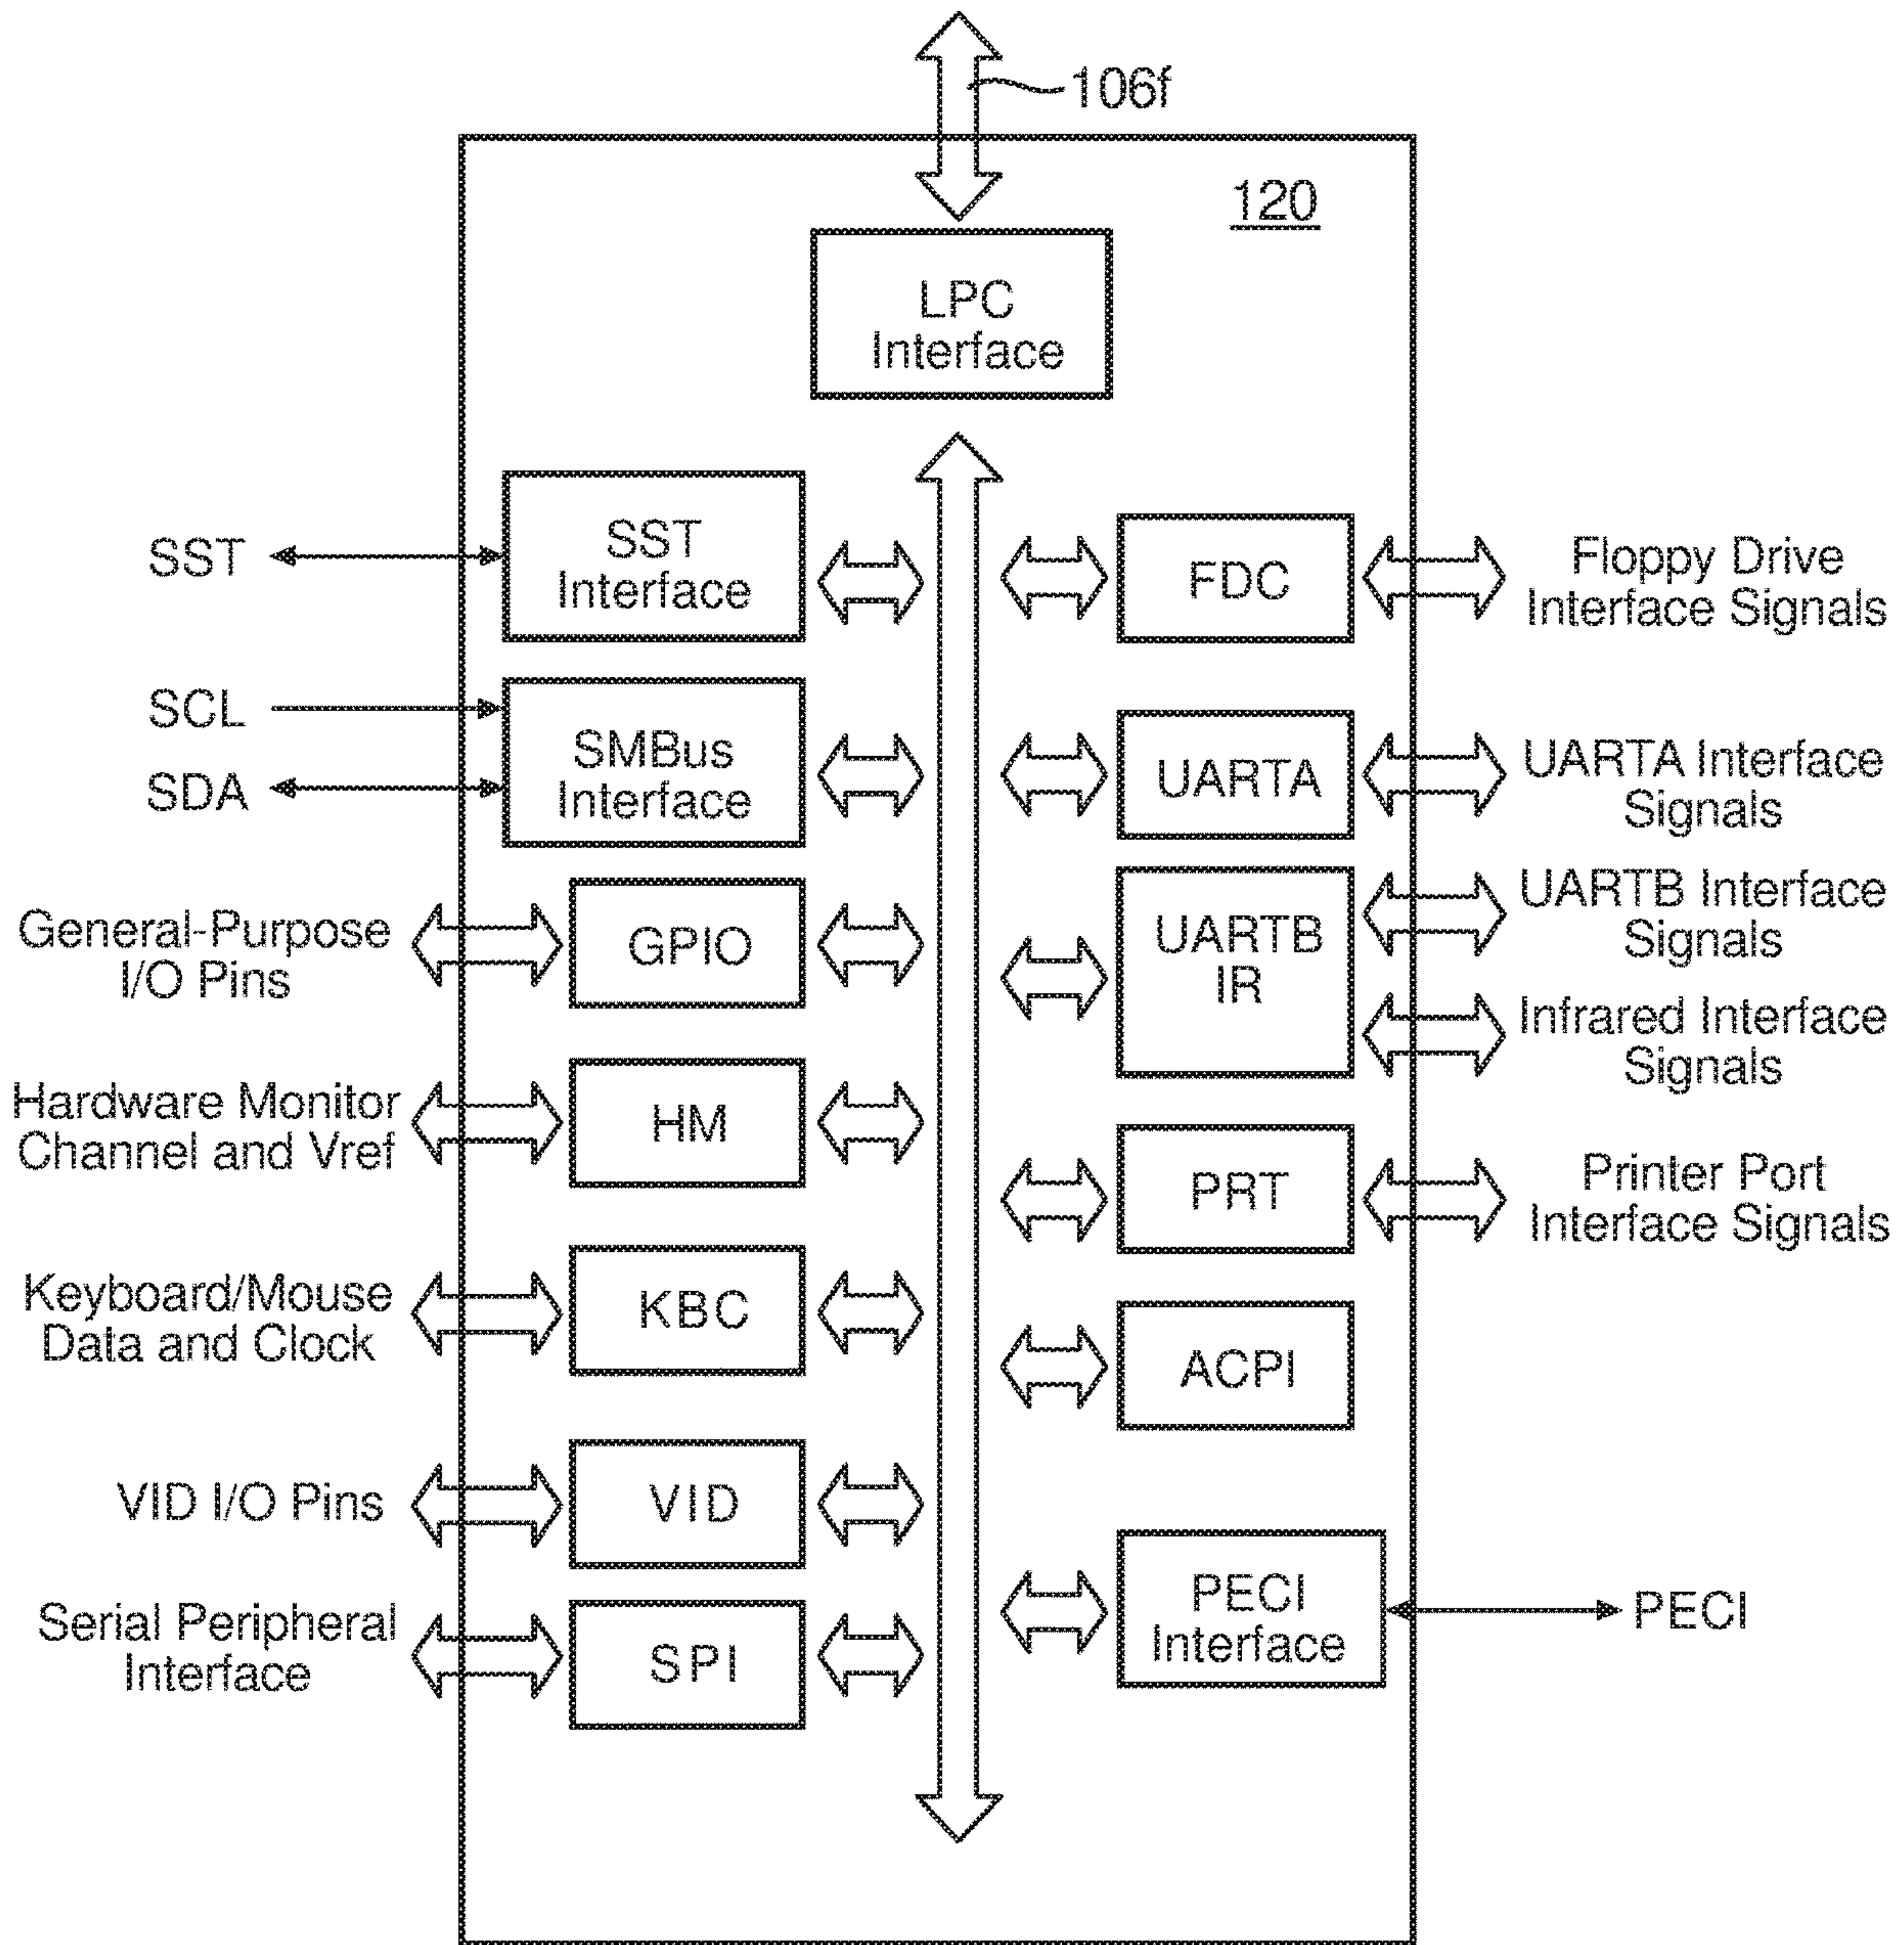 106f
120
LPC
Interface
SST
SST
Interface
FDC
Floppy Drive
Interface Signals
SCL
SDA
SMBus
Interface
UARTA
UARTA Interface
Signals
General-Purpose
I/O Pins
GPIO
UARTB
IR
UARTB Interface
Signals
Infrared Interface
Signals
Hardware Monitor
Channel and Vref
HM
PRT
Printer Port
Interface Signals
Keyboard/Mouse
Data and Clock
KBC
ACPI
VID I/O Pins
VID
PECI
Interface
PECI
Serial Peripheral
Interface
SPI